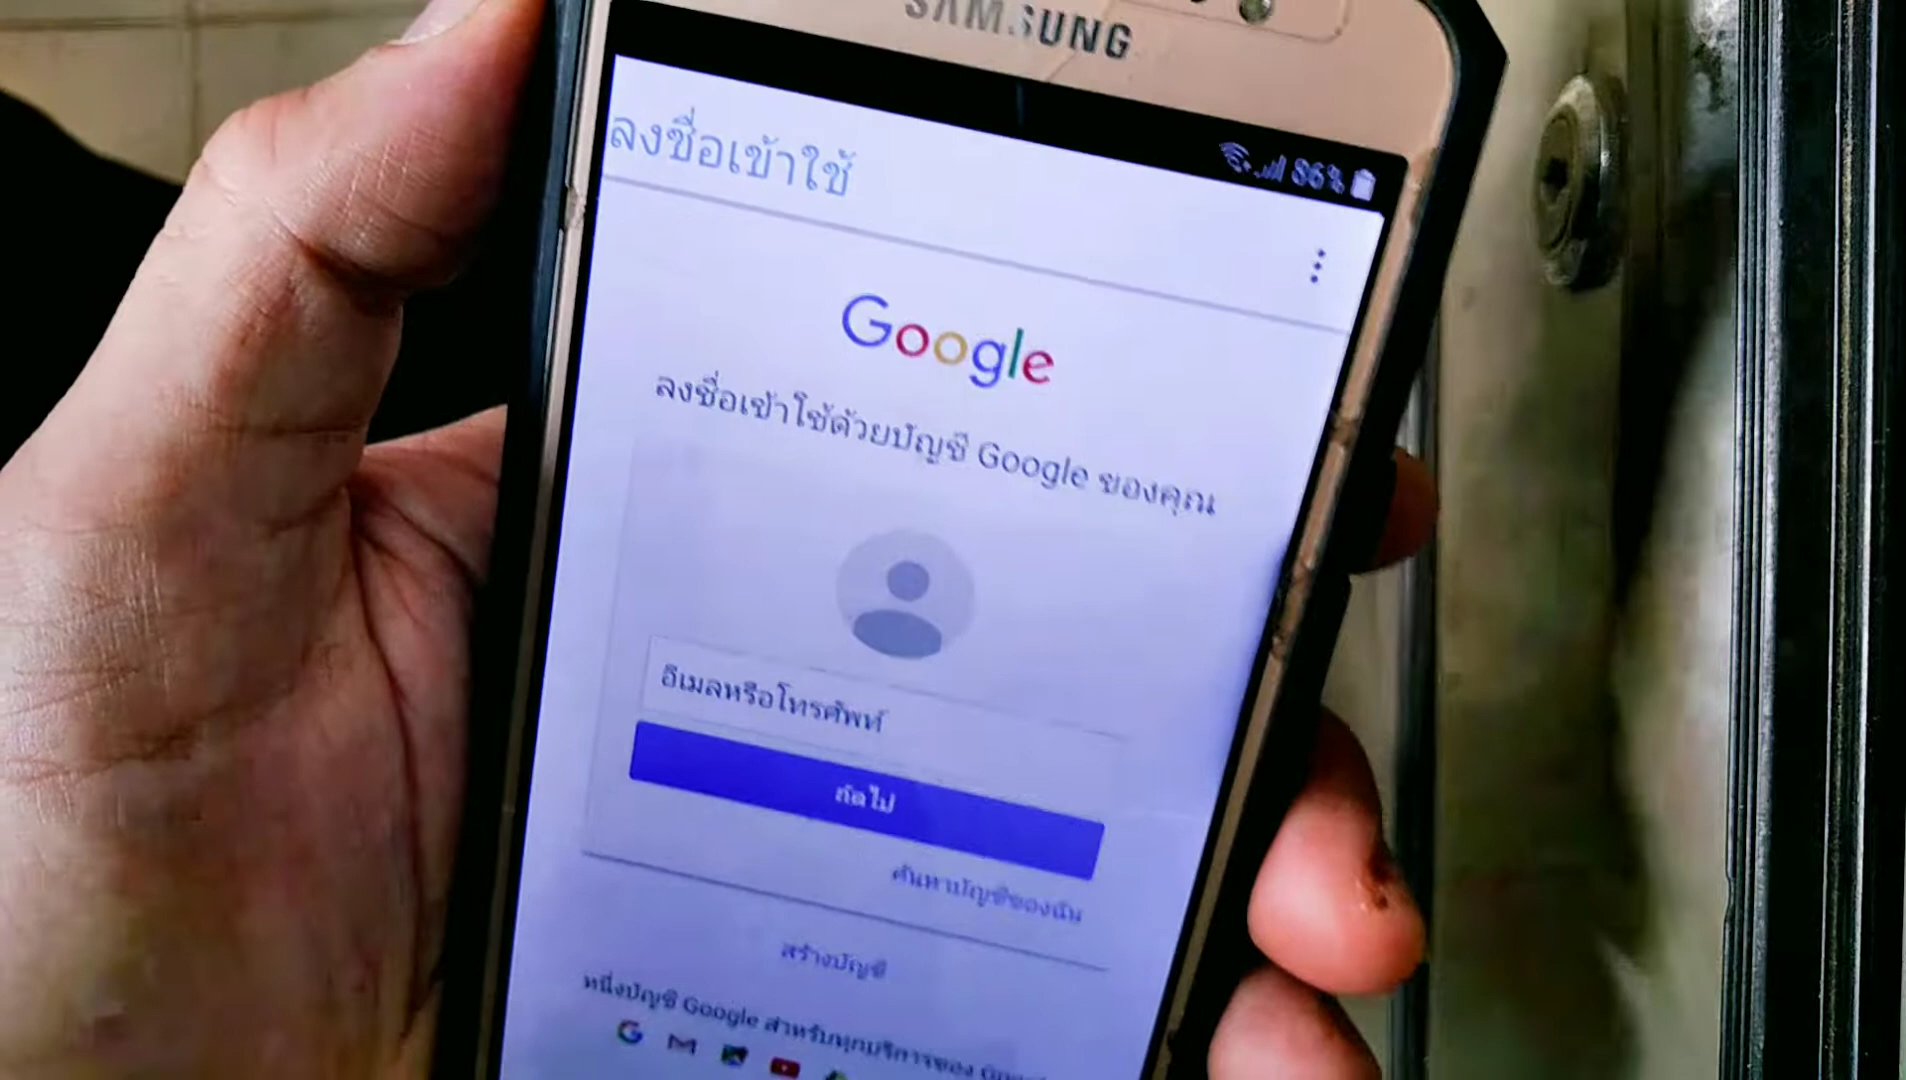 SAMSUNG
86%
ลงชื่อเข้าใช้
Google
ลงชื่อเข้าใช้ด้วยบัญชี Google ของคุณ
อีเมลหรือโทรศัพท์
ถัดไป
ค้นหาบัญชีของฉัน
สร้างบัญชี
หนึ่งบัญชี Google สำหรับทุกบริการของ Google